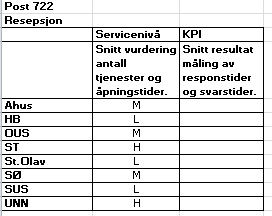 Post 722
Resepsjon
Servicenivå KPI
Snitt vurdering Snitt resultat
antall måling av
tjenester og responstider
åpningstider. og svarstider.
Ahus M
HB L
OUS M
ST H
St.Olav L
SØ M
SUS L
UNN H